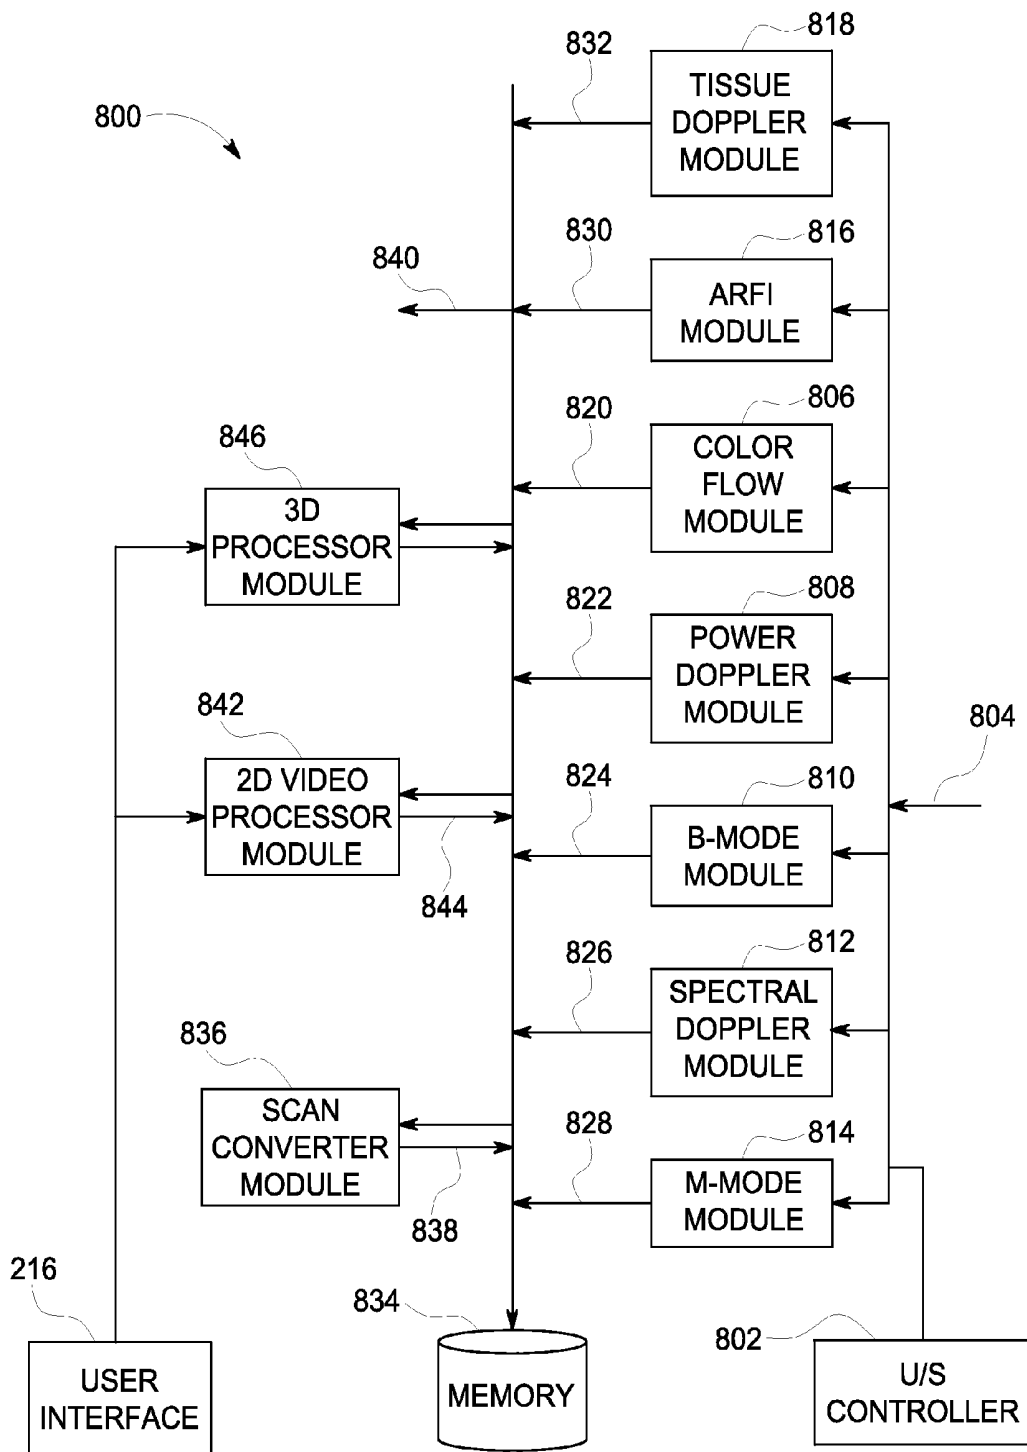 818
832
TISSUE
DOPPLER
MODULE
800
830
816
840
ARFI
MODULE
820
806
846
COLOR
FLOW
MODULE
3D
PROCESSOR
MODULE
822
808
POWER
DOPPLER
MODULE
842
804
2D VIDEO
PROCESSOR
MODULE
824
810
B-MODE
MODULE
844
826
812
SPECTRAL
DOPPLER
MODULE
836
SCAN
CONVERTER
MODULE
828
814
M-MODE
MODULE
838
216
834
802
USER
INTERFACE
MEMORY
U/S
CONTROLLER